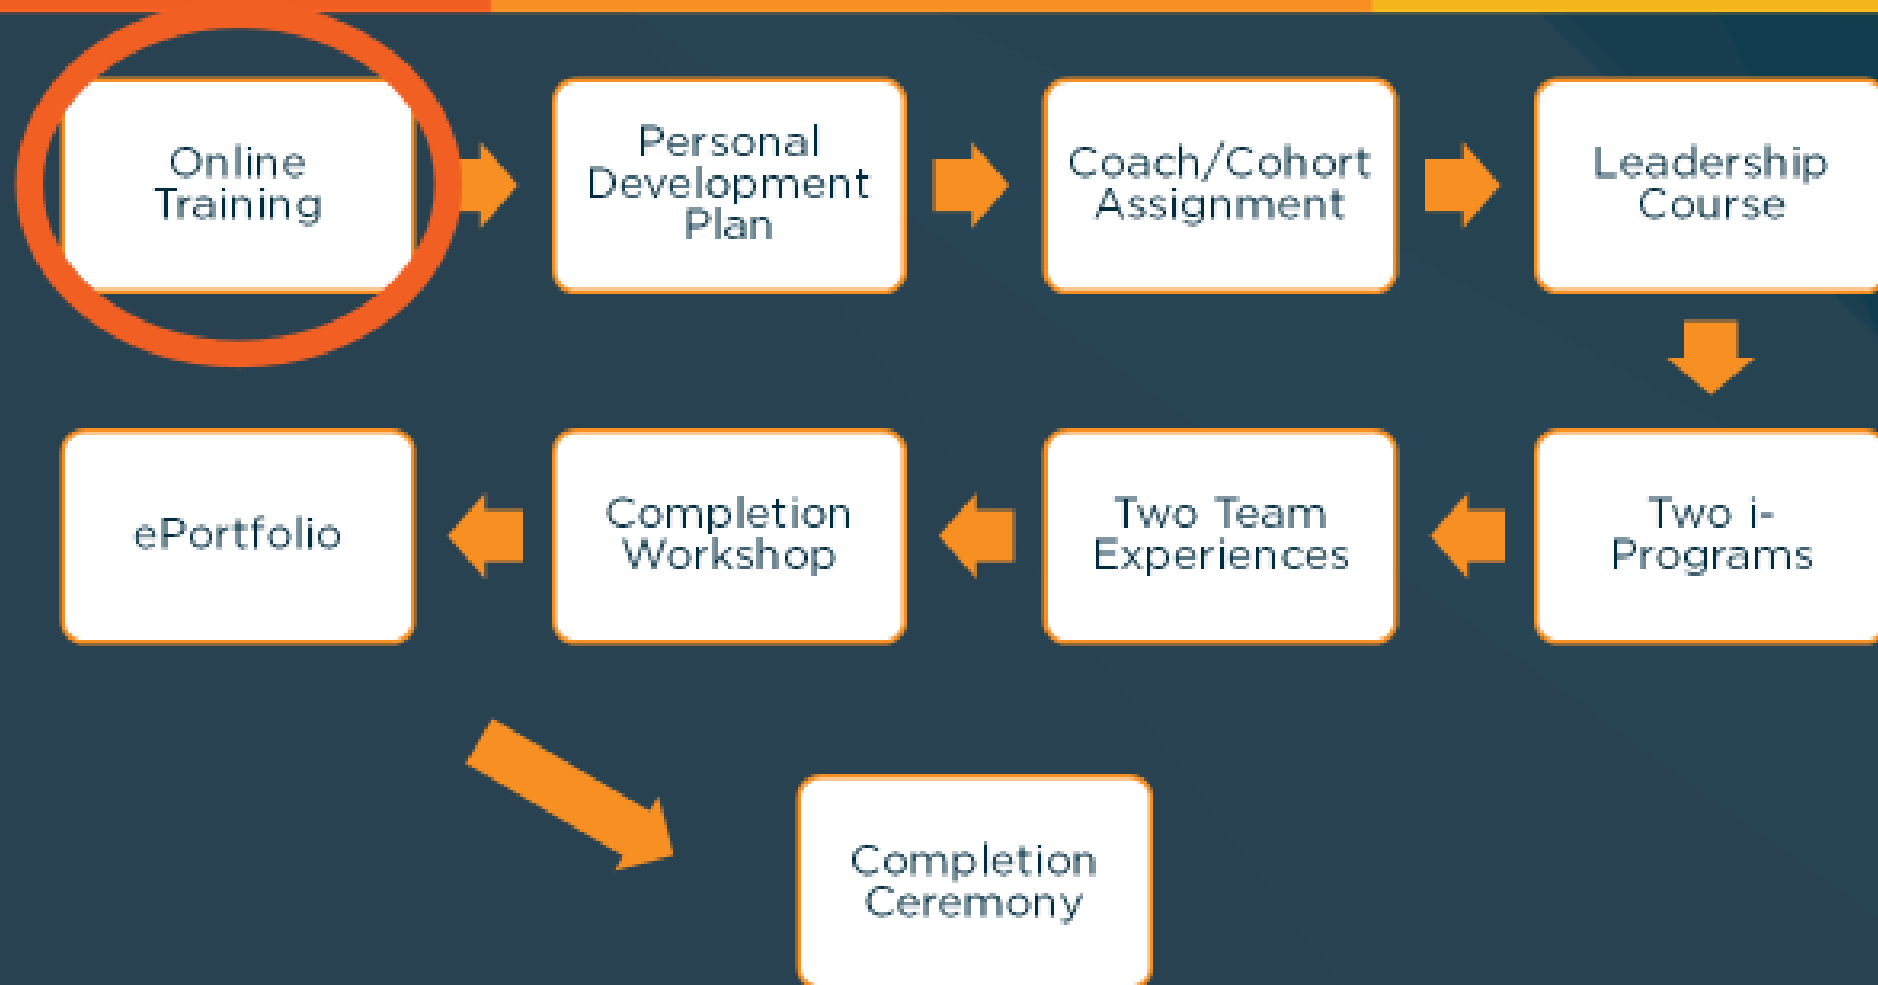 Online
Training
Personal
Development
Plan
Coach/Cohort
Assignment
Leadership
Course
Two i-
Programs
Two Team
Experiences
Completion
Workshop
ePortfolio
Completion
Ceremony